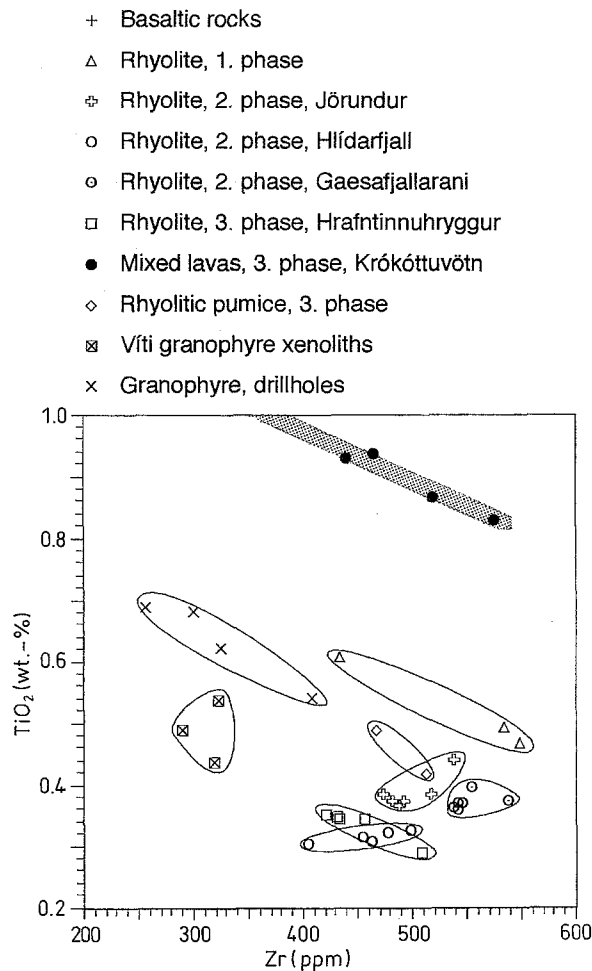 Basaltic rocks
Rhyolite, 1. phase
Rhyolite, 2. phase, Jörundur
Rhyolite, 2. phase, Hlídarfjall
Rhyolite, 2. phase, Gaesafjallarani
Rhyolite, 3. phase, Hrafntinnuhryggur
Mixed lavas, 3. phase, Krókóttuvötn
Rhyolitic pumice, 3. phase
Víti granophyre xenoliths
Granophyre, drillholes
1.0
0.8
0.6
0.4
0.2
TiO₂ (wt.-%)
200 300 400 500 600
Zr (ppm)